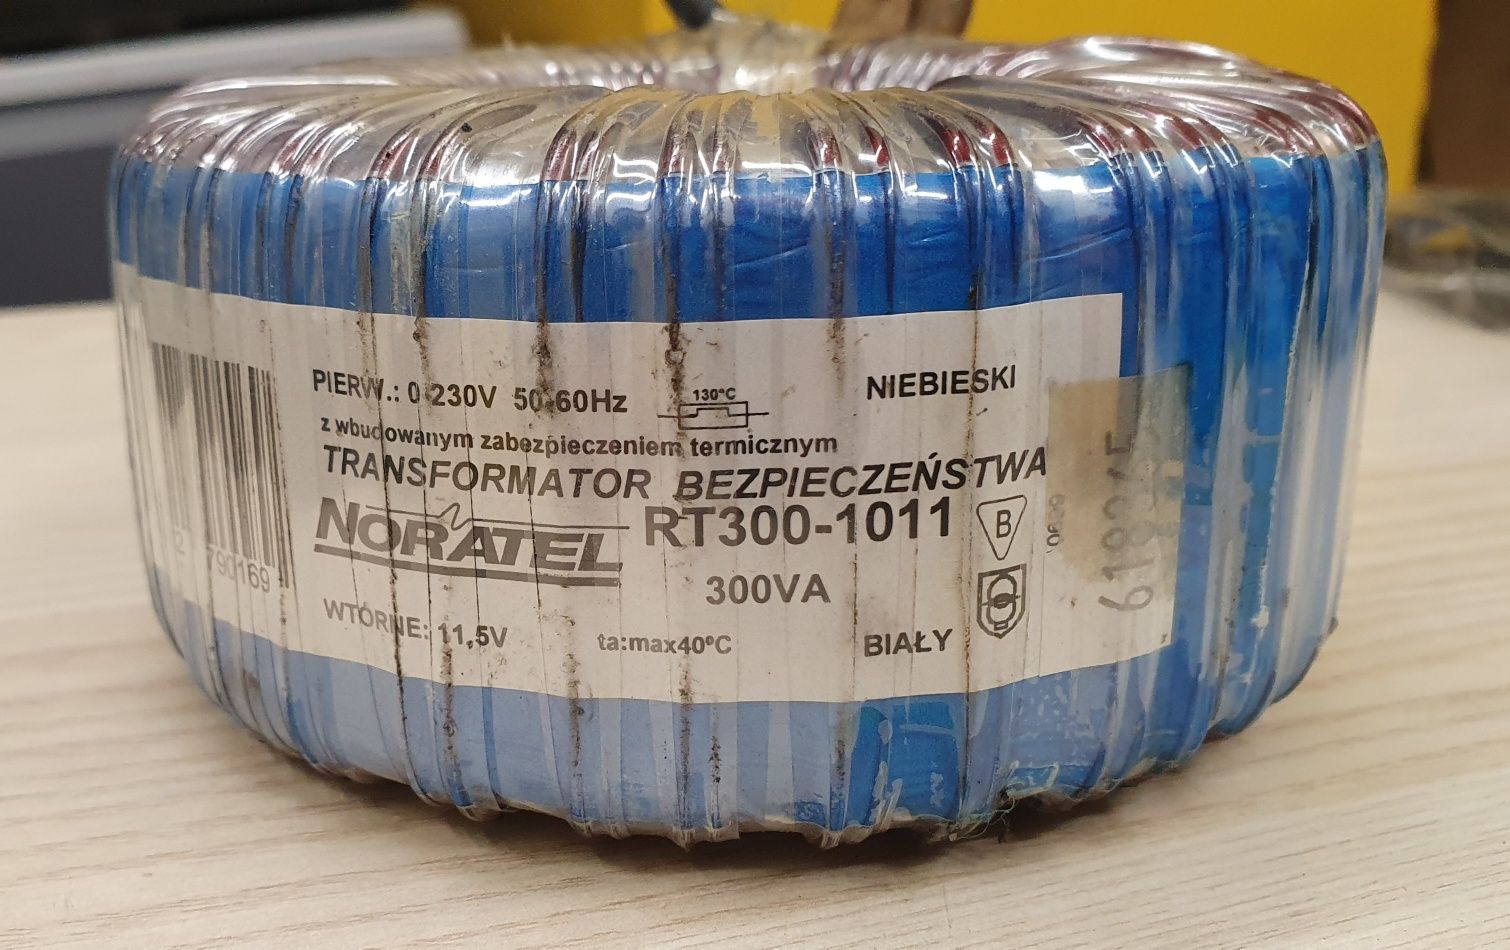 PIERW.: 0-230V 50-60Hz
130°C
NIEBIESKI
z wbudowanym zabezpieczeniem termicznym
TRANSFORMATOR BEZPIECZEŃSTWA
NORATEL RT300-1011
B
300VA
790169
WTÓRNE: 11,5V
ta:max40°C
BIAŁY